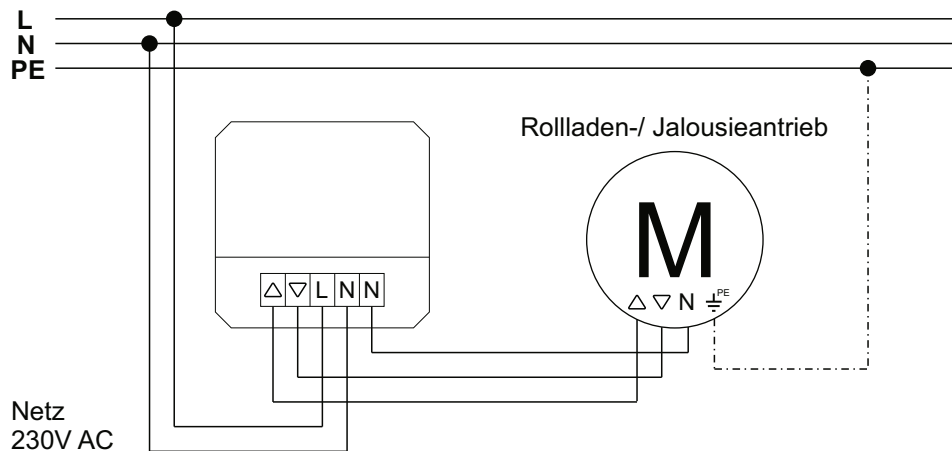 L
N
PE
Rollladen-/ Jalousieantrieb
M
△ ▽ L N N
△ ▽ N PE
Netz
230V AC